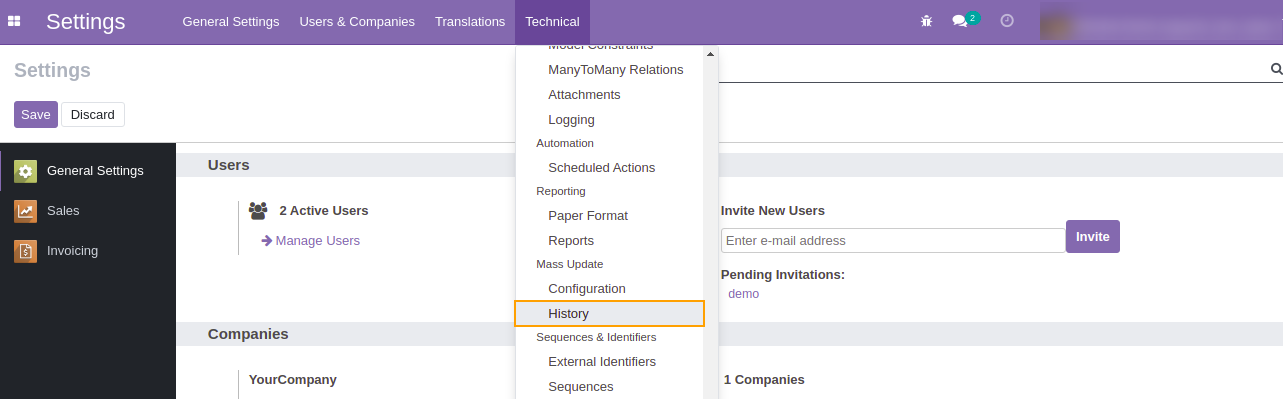 Settings General Settings Users & Companies Translations Technical 2
Settings
Save Discard
Model Constraints
ManyToMany Relations
Attachments
Logging
Automation
Scheduled Actions
Reporting
Paper Format
Reports
Mass Update
Configuration
History
Sequences & Identifiers
External Identifiers
Sequences
General Settings
Sales
Invoicing
Users
2 Active Users
Manage Users
Invite New Users
Enter e-mail address Invite
Pending Invitations:
demo
Companies
YourCompany
1 Companies